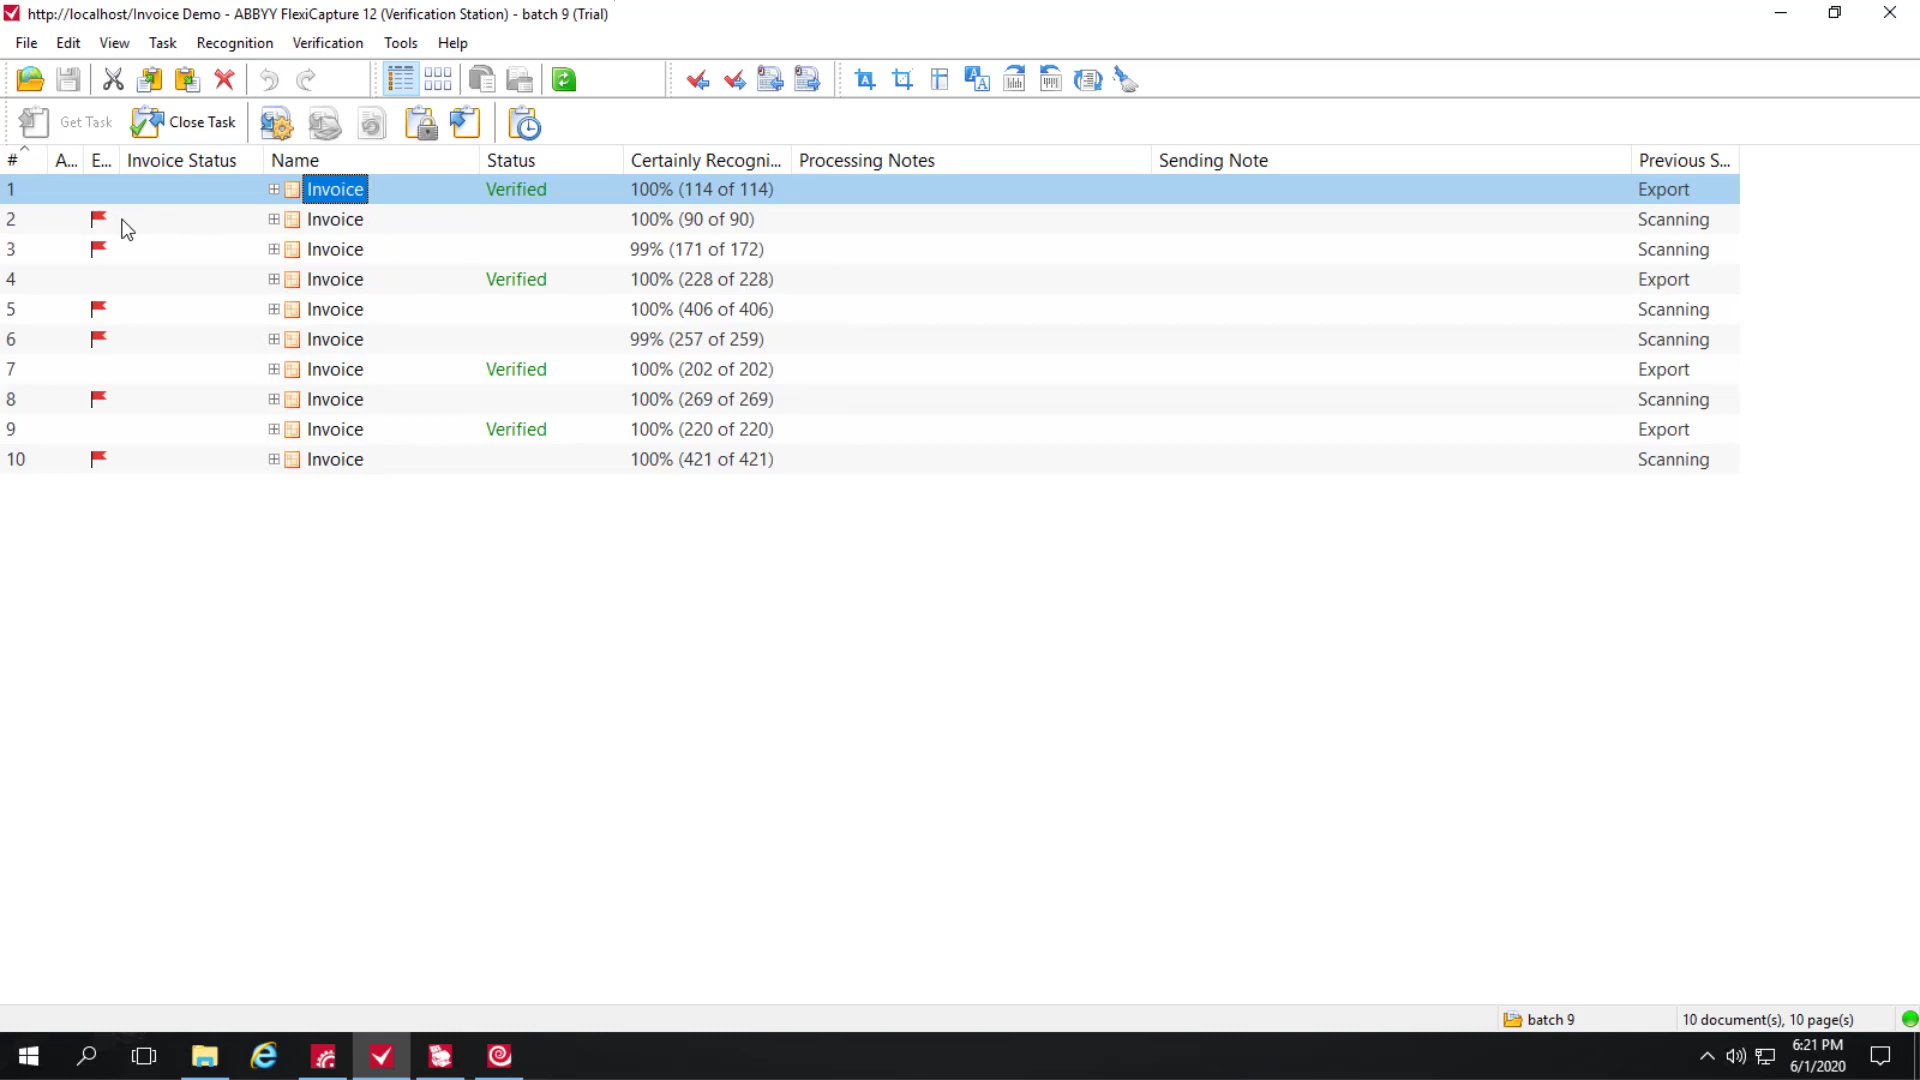 http://localhost/Invoice Demo - ABBYY FlexiCapture 12 (Verification Station) - batch 9 (Trial)
File Edit View Task Recognition Verification Tools Help
Get Task Close Task
# A... E... Invoice Status Name Status Certainly Recogni... Processing Notes Sending Note Previous S...
1 Invoice Verified 100% (114 of 114) Export
2 Invoice 100% (90 of 90) Scanning
3 Invoice 99% (171 of 172) Scanning
4 Invoice Verified 100% (228 of 228) Export
5 Invoice 100% (406 of 406) Scanning
6 Invoice 99% (257 of 259) Scanning
7 Invoice Verified 100% (202 of 202) Export
8 Invoice 100% (269 of 269) Scanning
9 Invoice Verified 100% (220 of 220) Export
10 Invoice 100% (421 of 421) Scanning
batch 9 10 document(s), 10 page(s)
6:21 PM
6/1/2020